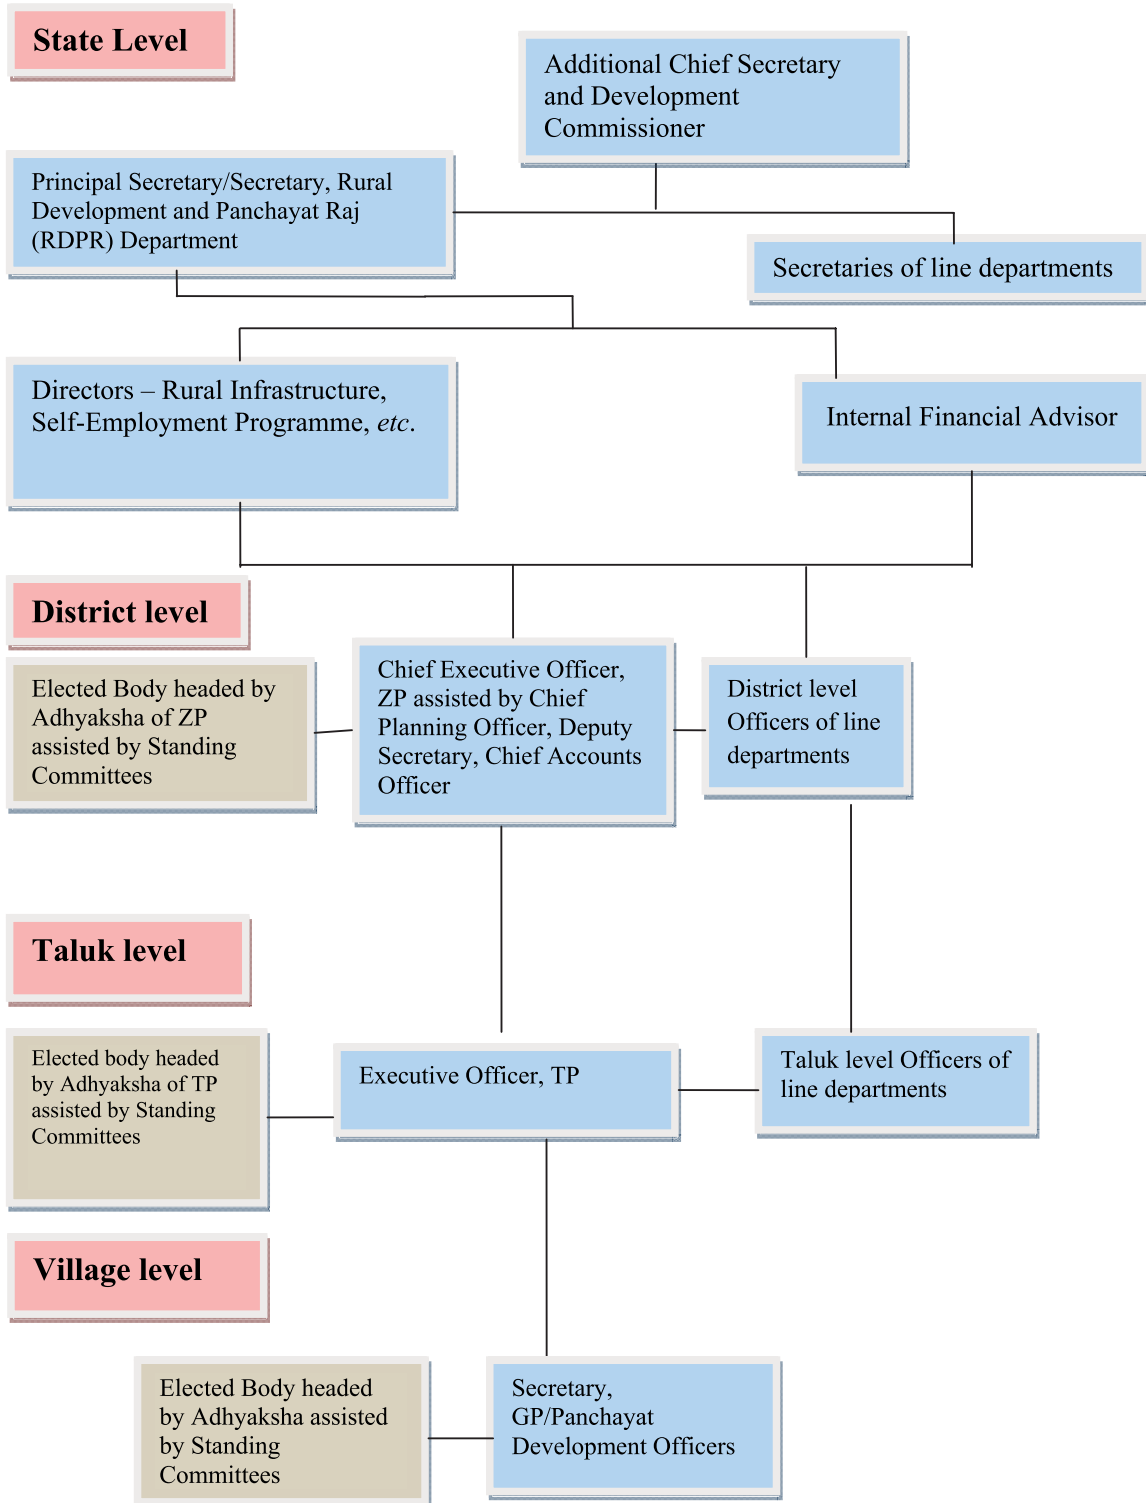 State Level
Additional Chief Secretary
and Development
Commissioner
Principal Secretary/Secretary, Rural
Development and Panchayat Raj
(RDPR) Department
Secretaries of line departments
Directors – Rural Infrastructure,
Self-Employment Programme, etc.
Internal Financial Advisor
District level
Elected Body headed by
Adhyaksha of ZP
assisted by Standing
Committees
Chief Executive Officer,
ZP assisted by Chief
Planning Officer, Deputy
Secretary, Chief Accounts
Officer
District level
Officers of line
departments
Taluk level
Elected body headed
by Adhyaksha of TP
assisted by Standing
Committees
Executive Officer, TP
Taluk level Officers of
line departments
Village level
Elected Body headed
by Adhyaksha assisted
by Standing
Committees
Secretary,
GP/Panchayat
Development Officers